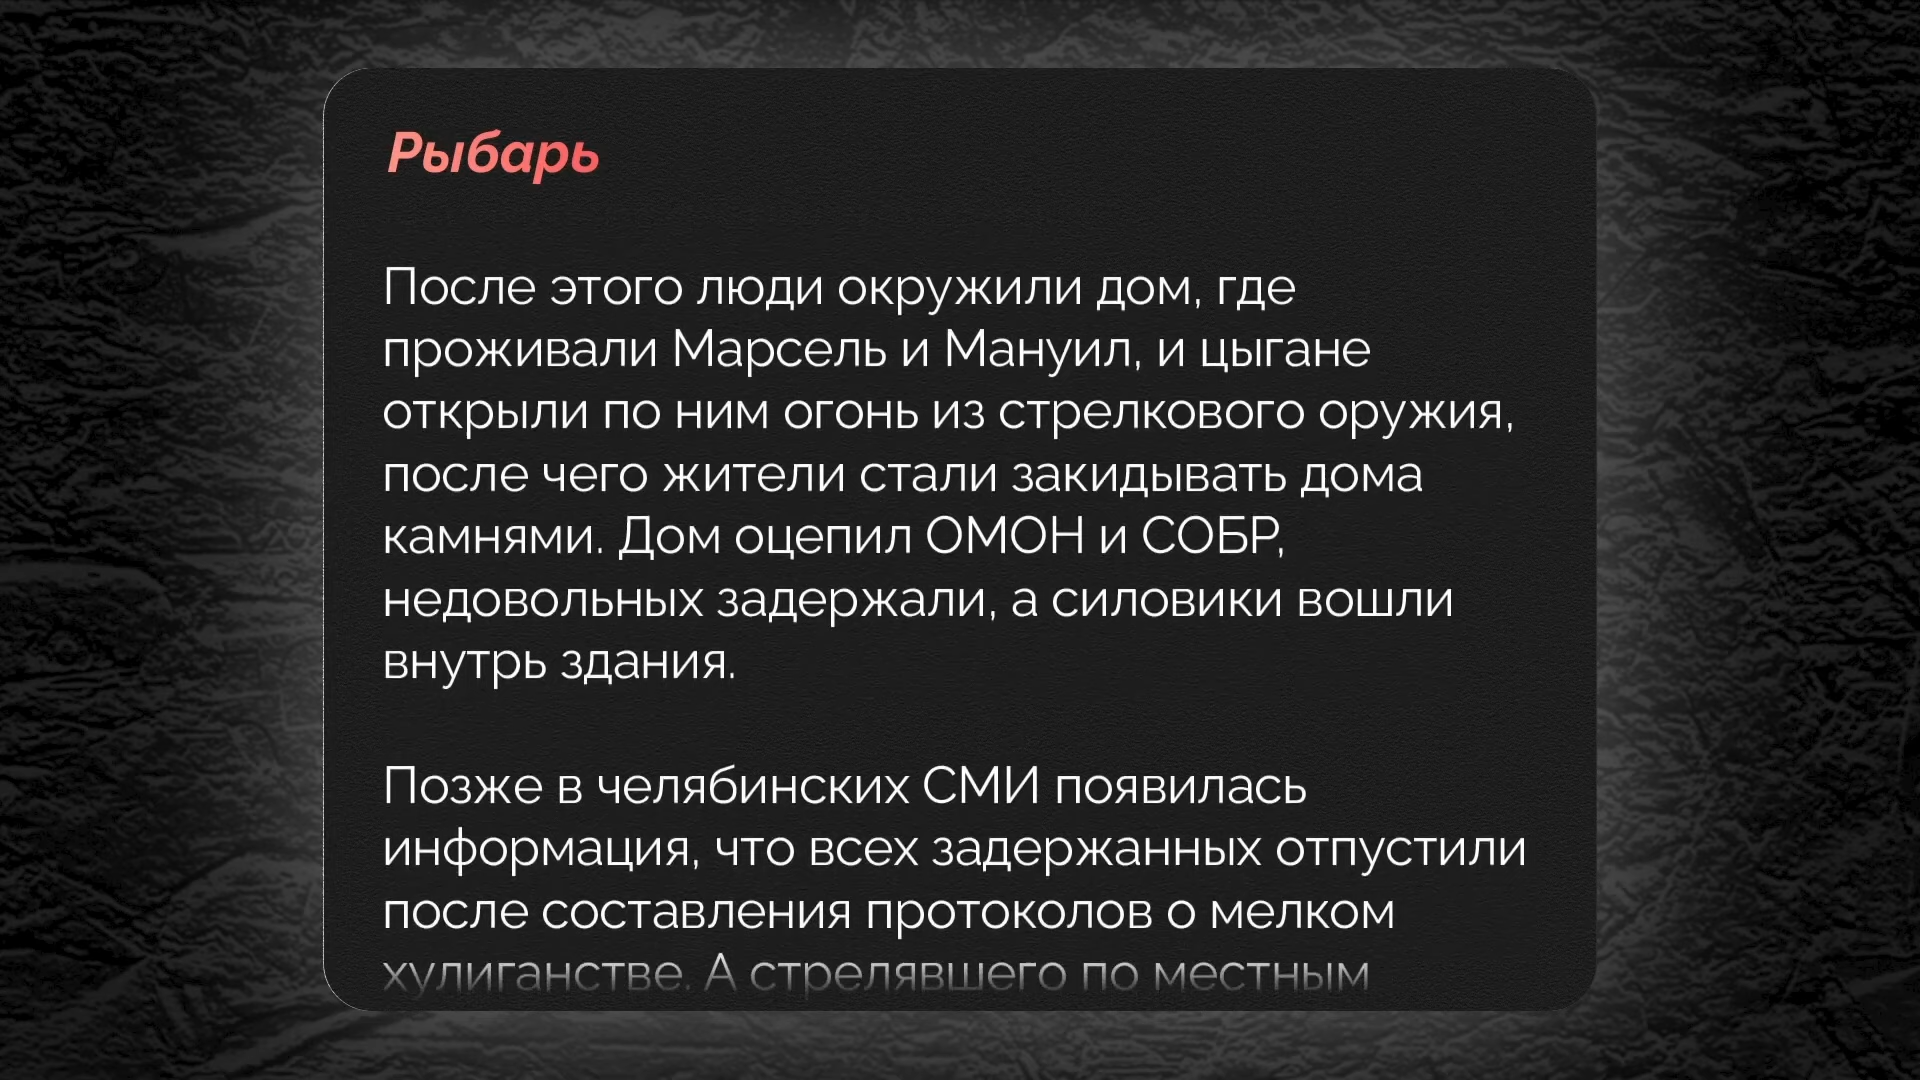 Рыбарь
После этого люди окружили дом, где
проживали Марсель и Мануил, и цыгане
открыли по ним огонь из стрелкового оружия,
после чего жители стали закидывать дома
камнями. Дом оцепил ОМОН и СОБР,
недовольных задержали, а силовики вошли
внутрь здания.
Позже в челябинских СМИ появилась
информация, что всех задержанных отпустили
после составления протоколов о мелком
хулиганстве. А стрелявшего по местным